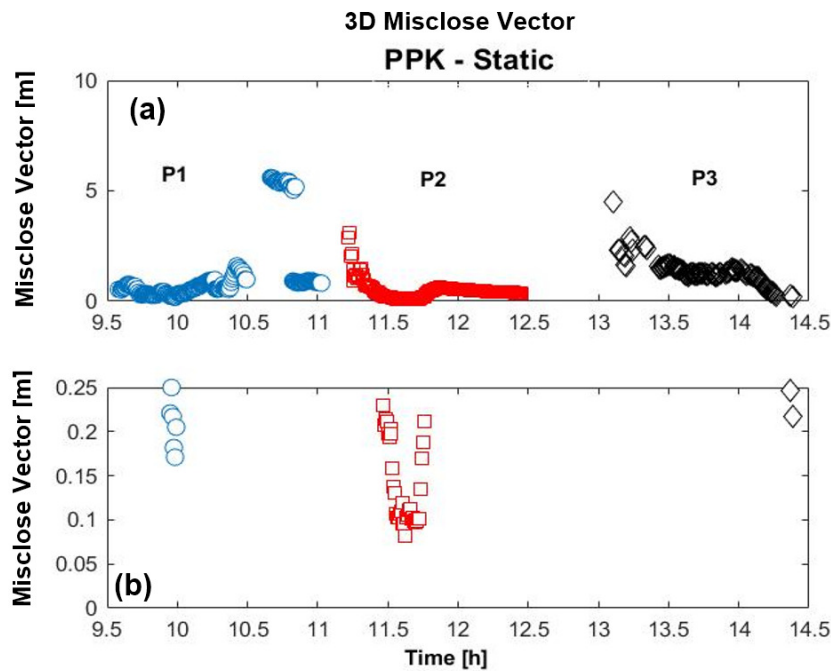 3D Misclose Vector
PPK - Static
Misclose Vector [m]
10
5
0
(a)
P1
P2
P3
9.5 10 10.5 11 11.5 12 12.5 13 13.5 14 14.5
Misclose Vector [m]
0.25
0.2
0.15
0.1
0.05
0
(b)
9.5 10 10.5 11 11.5 12 12.5 13 13.5 14 14.5
Time [h]